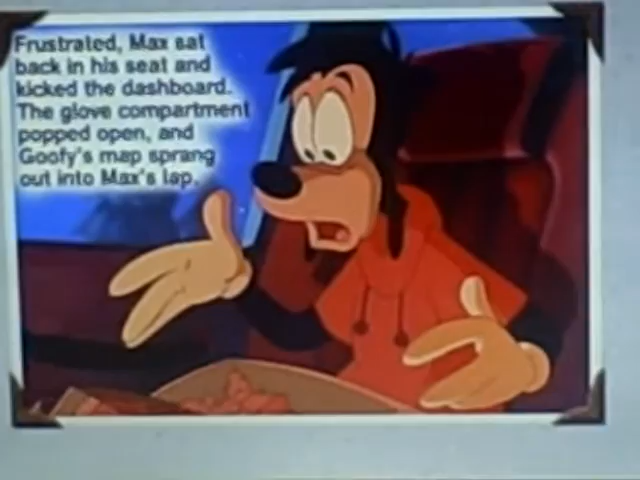 Frustrated, Max sat
back in his seat and
kicked the dashboard.
The glove compartment
popped open, and
Goofy's map sprang
out into Max's lap.